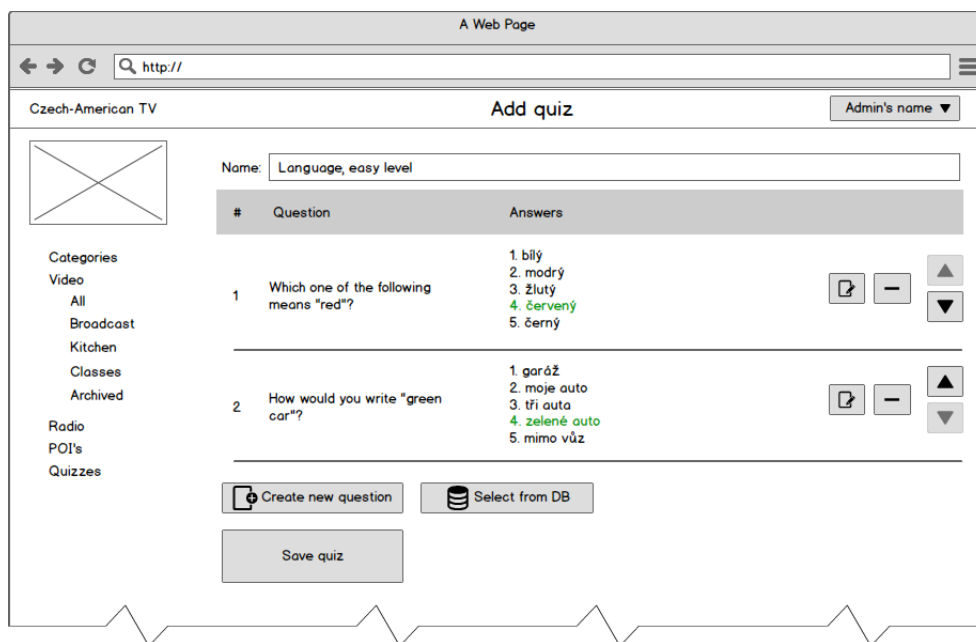 A Web Page
http://
Czech-American TV
Add quiz
Admin's name
Categories
Video
All
Broadcast
Kitchen
Classes
Archived
Radio
POI's
Quizzes
Name: Language, easy level
# Question Answers
1
Which one of the following
means "red"?
1. bílý
2. modrý
3. žlutý
4. červený
5. černý
2
How would you write "green
car"?
1. garáž
2. moje auto
3. tři auta
4. zelené auto
5. mimo vůz
Create new question
Select from DB
Save quiz